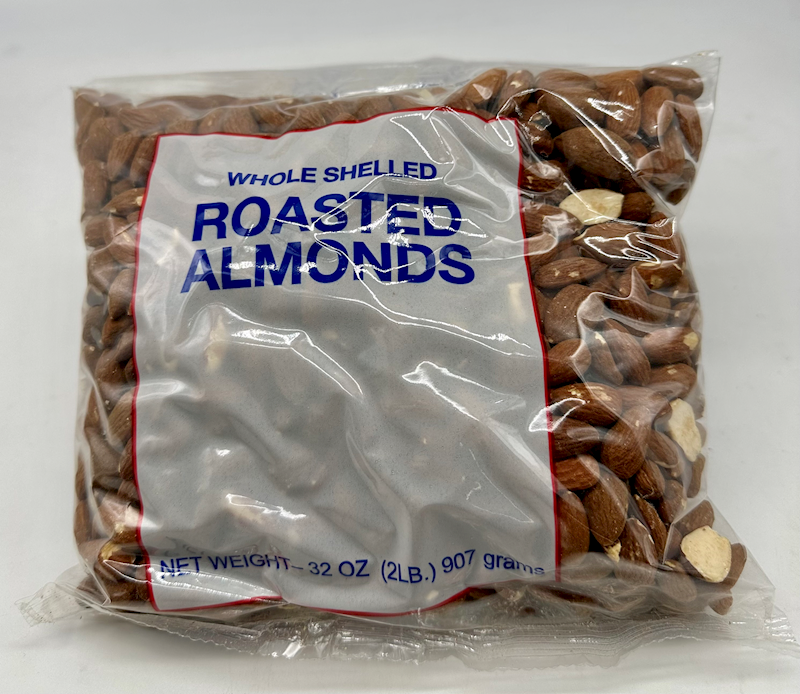 WHOLE SHELLED
ROASTED
ALMONDS
NET WEIGHT– 32 OZ (2LB.) 907 grams